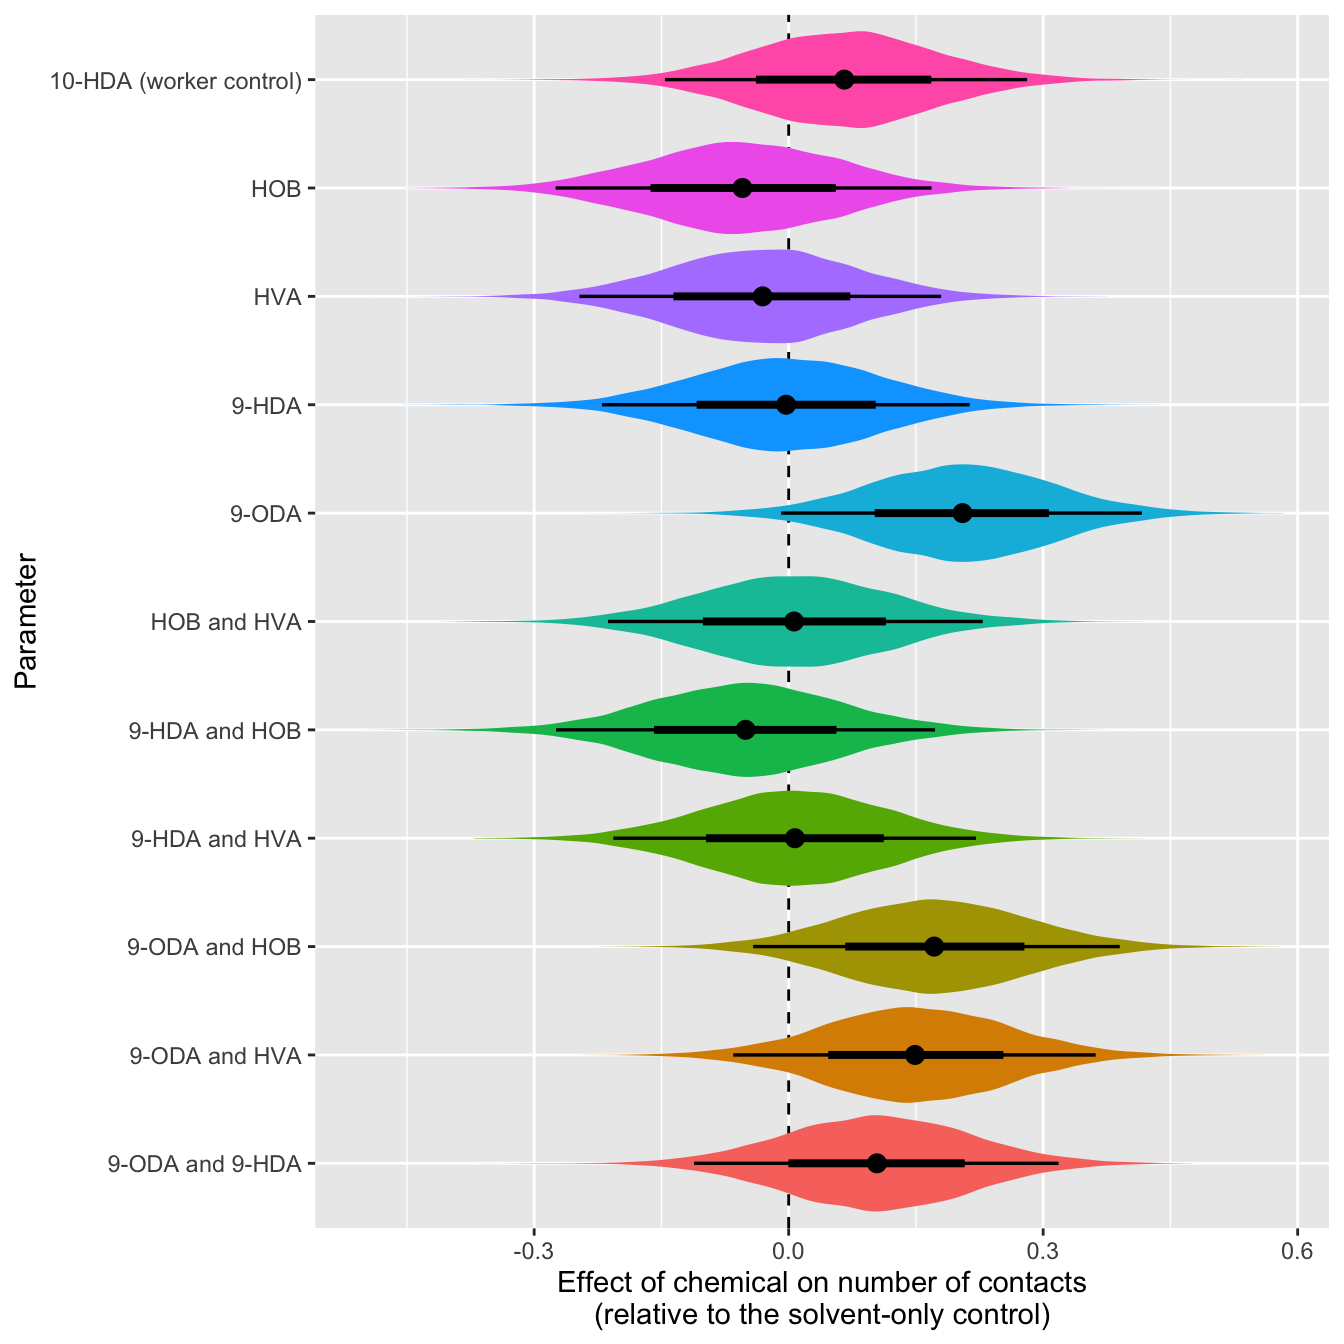 10-HDA (worker control)
HOB
HVA
9-HDA
9-ODA
HOB and HVA
9-HDA and HOB
9-HDA and HVA
9-ODA and HOB
9-ODA and HVA
9-ODA and 9-HDA
Parameter
-0.3
0.0
0.3
0.6
Effect of chemical on number of contacts
(relative to the solvent-only control)